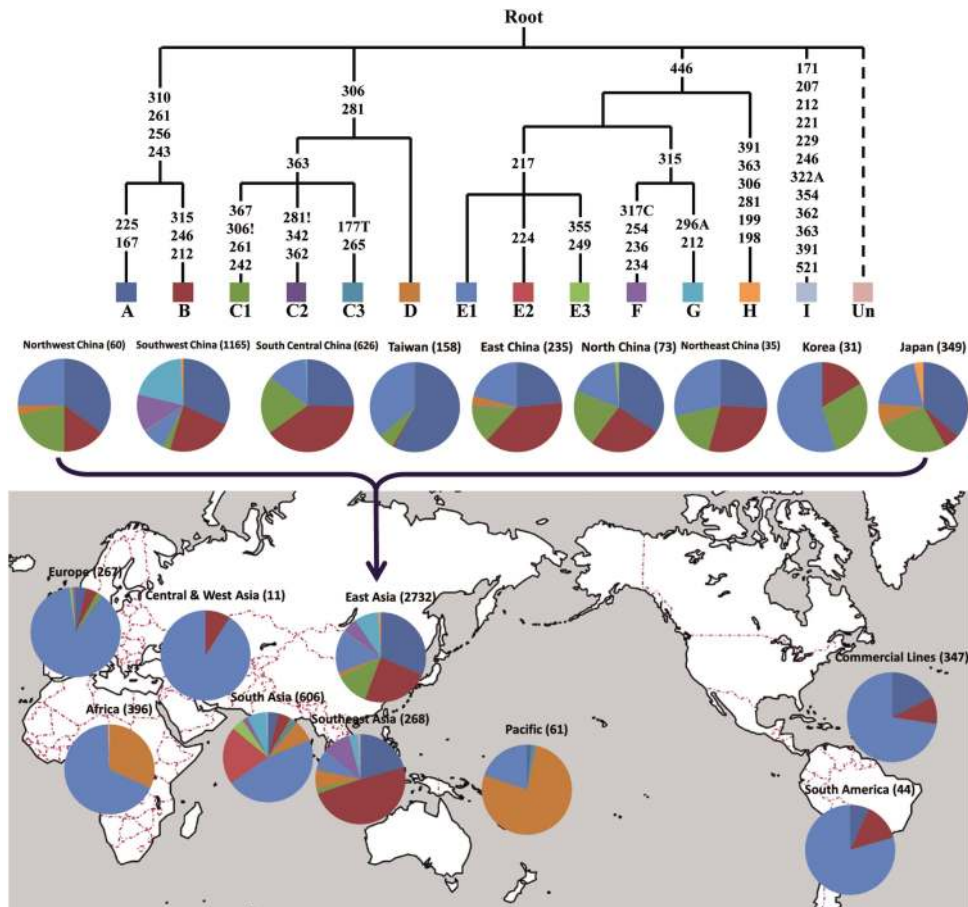 Root
310
261
256
243
306
281
446
171
207
212
221
229
246
322A
354
362
363
391
521
363
217
315
391
363
306
281
199
198
225
167
315
246
212
367
306!
261
242
281!
342
362
177T
265
224
355
249
317C
254
236
234
296A
212
A B C1 C2 C3 D E1 E2 E3 F G H I Un
Northwest China (60) Southwest China (1165) South Central China (626) Taiwan (158) East China (235) North China (73) Northeast China (35) Korea (31) Japan (349)
Europe (267)
Central & West Asia (11)
East Asia (2732)
Commercial Lines (347)
Africa (396)
South Asia (606)
Southeast Asia (268)
Pacific (61)
South America (44)